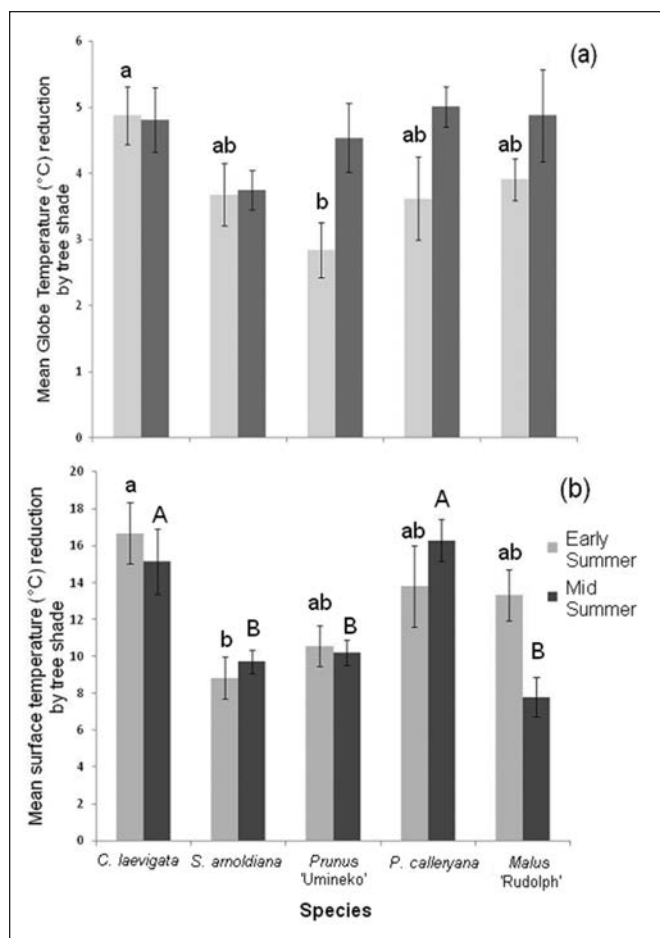 (a)
Mean Globe Temperature (°C) reduction
by tree shade
6
5
4
3
2
1
0
a
ab
b
ab
ab
(b)
Mean surface temperature (°C) reduction
by tree shade
20
18
16
14
12
10
8
6
4
2
0
a
A
b
B
ab
B
ab
A
ab
B
Early
Summer
Mid
Summer
C. laevigata
S. arnoldiana
Prunus
'Umineko'
P. calleryana
Malus
'Rudolph'
Species